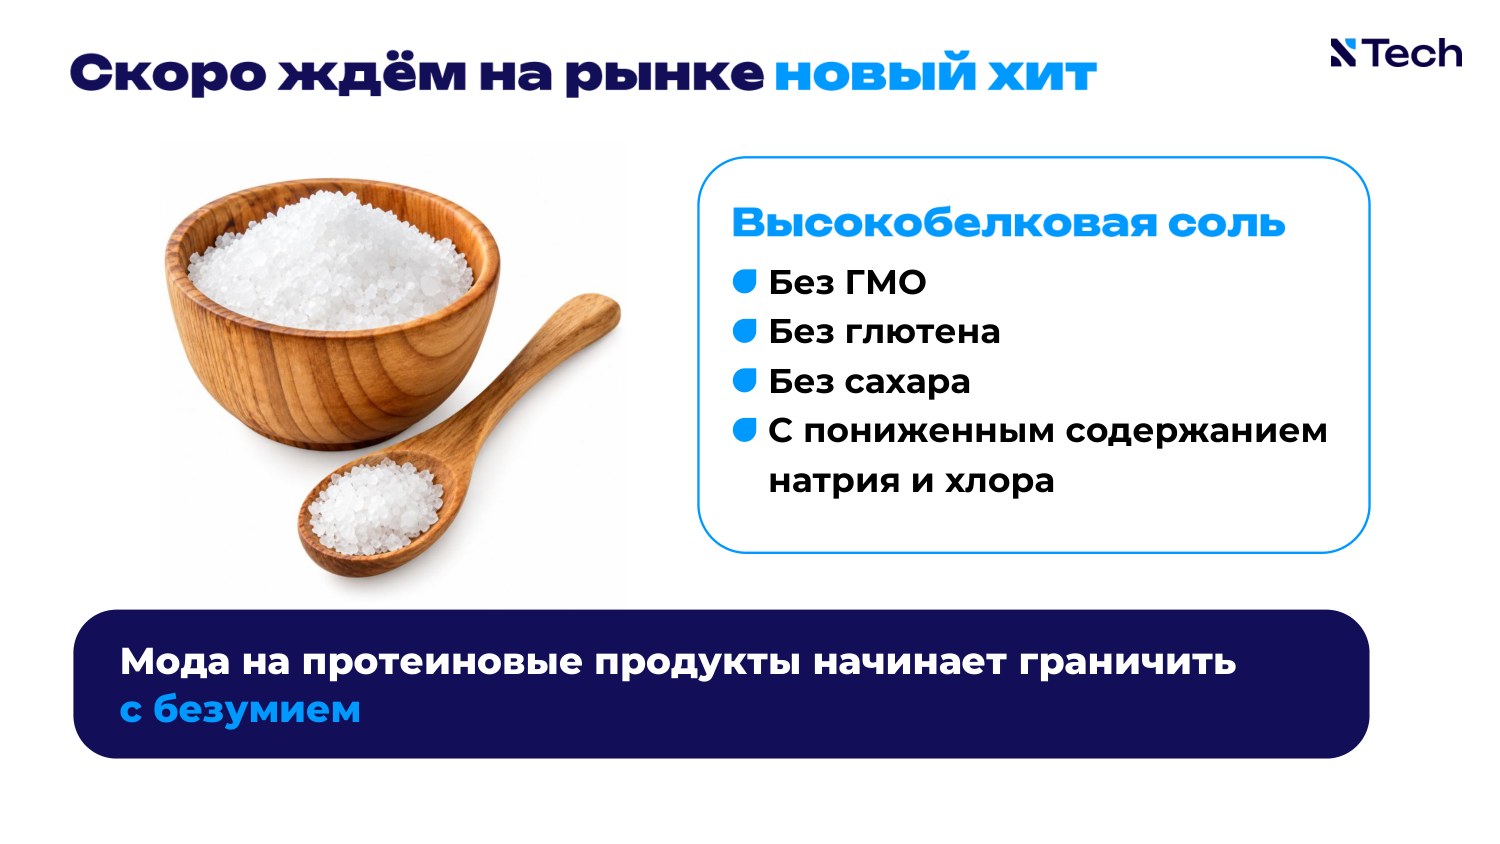 Скоро ждём на рынке новый хит
Tech
Высокобелковая соль
Без ГМО
Без глютена
Без сахара
С пониженным содержанием
натрия и хлора
Мода на протеиновые продукты начинает граничить
с безумием